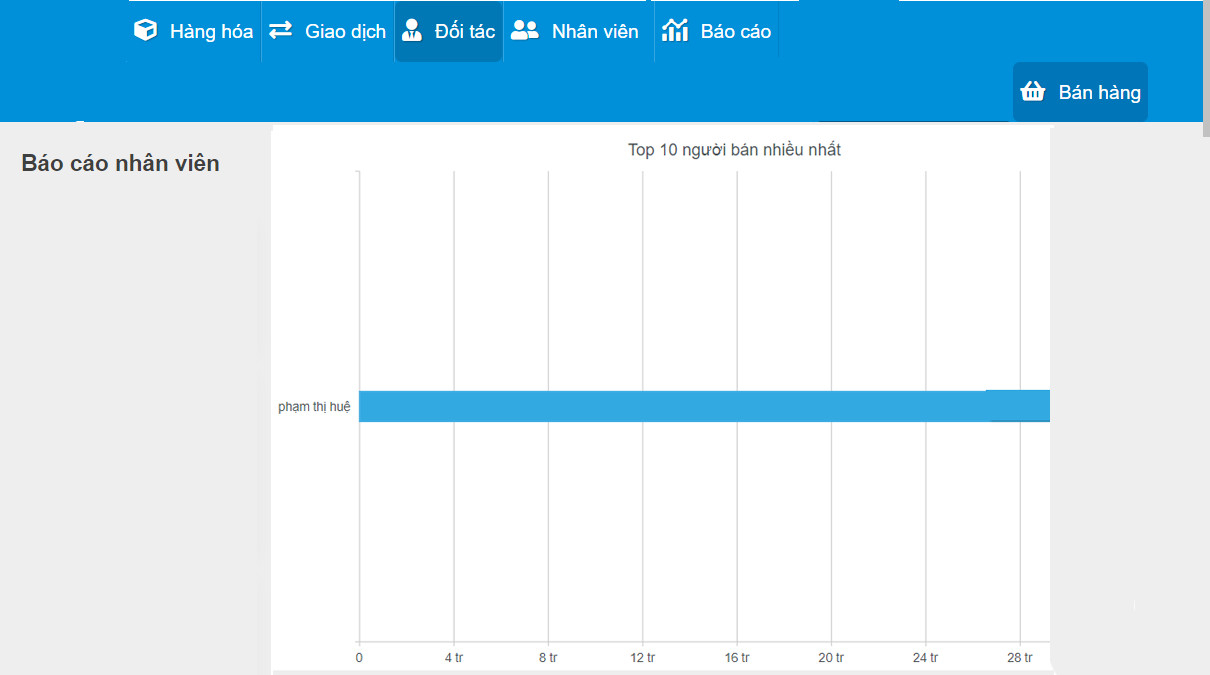 Hàng hóa Giao dịch Đối tác Nhân viên Báo cáo
Bán hàng
Báo cáo nhân viên
Top 10 người bán nhiều nhất
phạm thị huệ
0 4 tr 8 tr 12 tr 16 tr 20 tr 24 tr 28 tr